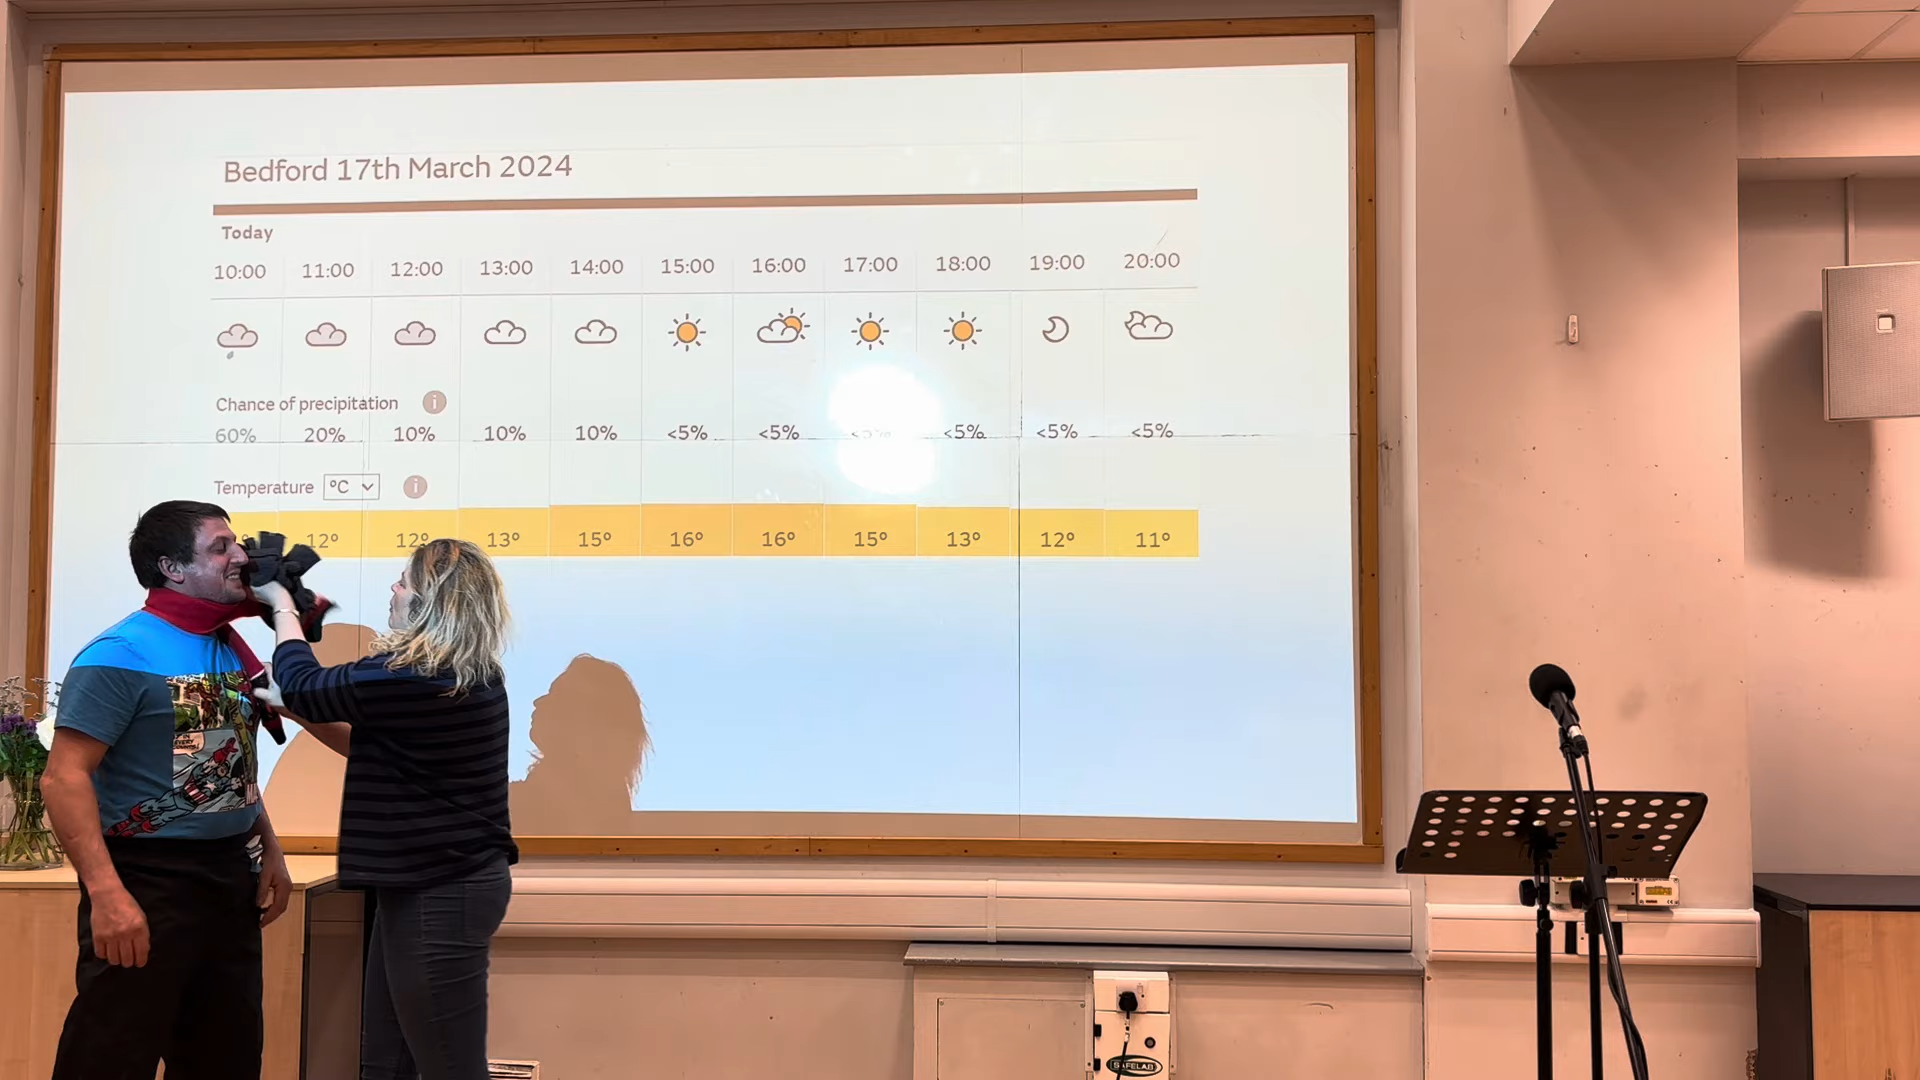 Bedford 17th March 2024
Today
10:00 11:00 12:00 13:00 14:00 15:00 16:00 17:00 18:00 19:00 20:00
Chance of precipitation i
60% 20% 10% 10% 10% <5% <5% <5% <5% <5%
Temperature °C i
12° 12° 13° 15° 16° 16° 15° 13° 12° 11°
SAFELAB